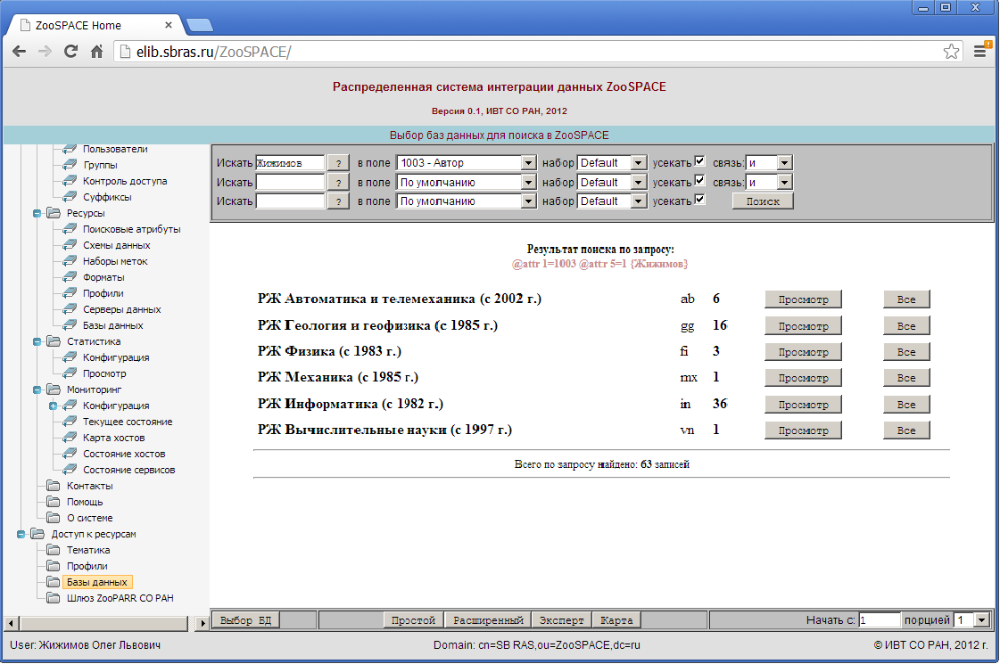 ZooSPACE Home
elib.sbras.ru/ZooSPACE/
Распределенная система интеграции данных ZooSPACE
Версия 0.1, ИВТ СО РАН, 2012
Выбор баз данных для поиска в ZooSPACE
Пользователи
Группы
Контроль доступа
Суффиксы
Ресурсы
Поисковые атрибуты
Схемы данных
Наборы меток
Форматы
Профили
Серверы данных
Базы данных
Статистика
Конфигурация
Просмотр
Мониторинг
Конфигурация
Текущее состояние
Карта хостов
Состояние хостов
Состояние сервисов
Контакты
Помощь
О системе
Доступ к ресурсам
Тематика
Профили
Базы данных
Шлюз ZooPARR СО РАН
Искать Жижимов ? в поле 1003 - Автор набор Default усекать связь: и
Искать ? в поле По умолчанию набор Default усекать связь: и
Искать ? в поле По умолчанию набор Default усекать Поиск
Результат поиска по запросу:
@attr 1=1003 @attr 5=1 {Жижимов}
РЖ Автоматика и телемеханика (с 2002 г.) ab 6 Просмотр Все
РЖ Геология и геофизика (с 1985 г.) gg 16 Просмотр Все
РЖ Физика (с 1983 г.) fi 3 Просмотр Все
РЖ Механика (с 1985 г.) mx 1 Просмотр Все
РЖ Информатика (с 1982 г.) in 36 Просмотр Все
РЖ Вычислительные науки (с 1997 г.) vn 1 Просмотр Все
Всего по запросу найдено: 63 записей
Выбор БД Простой Расширенный Эксперт Карта Начать с: 1 порцией 1
User: Жижимов Олег Львович Domain: cn=SB RAS,ou=ZooSPACE,dc=ru © ИВТ СО РАН, 2012 г.